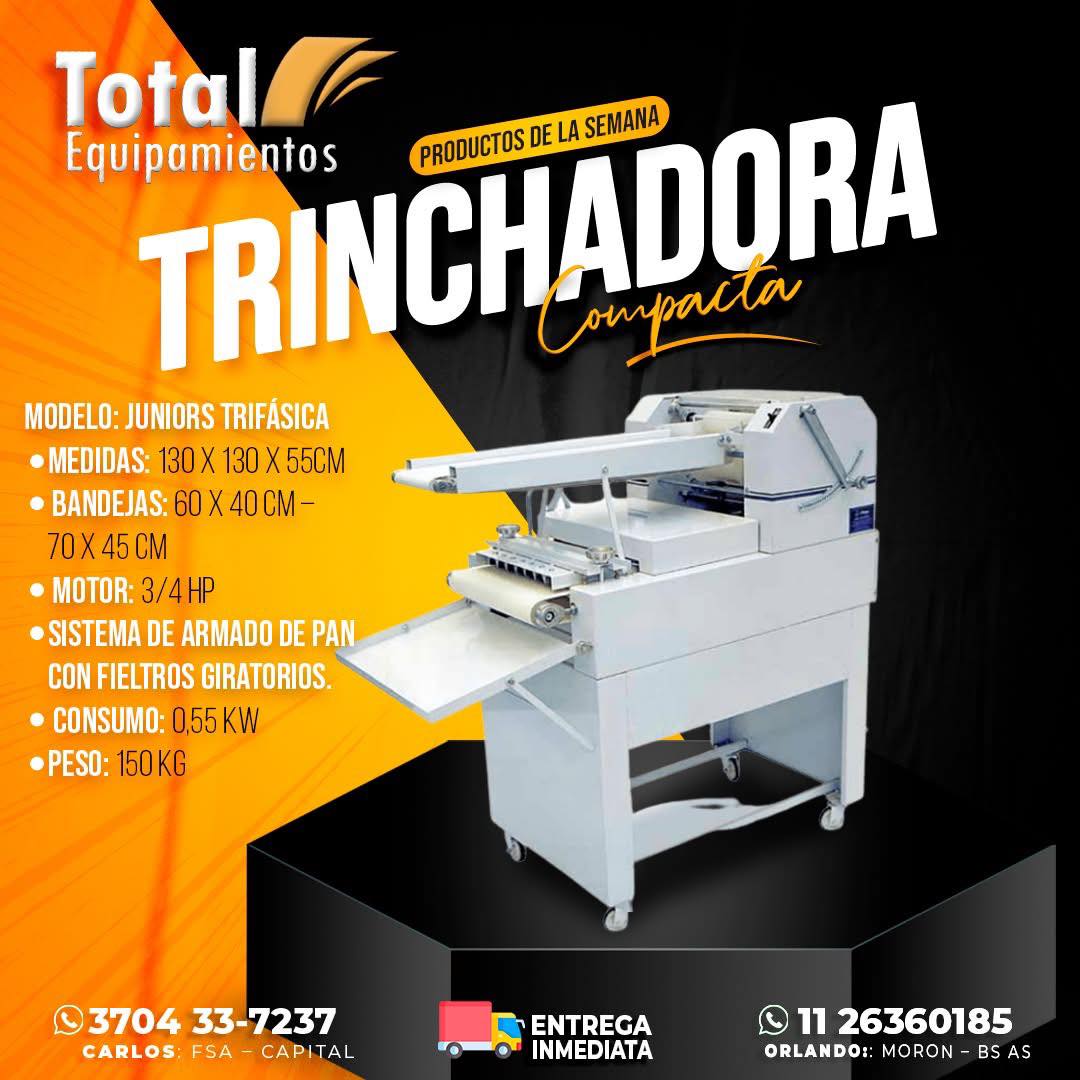 Total
Equipamientos
PRODUCTOS DE LA SEMANA
TRINCHADORA
Compacta
MODELO: JUNIORS TRIFÁSICA
• MEDIDAS: 130 X 130 X 55CM
• BANDEJAS: 60 X 40 CM –
70 X 45 CM
• MOTOR: 3/4 HP
• SISTEMA DE ARMADO DE PAN
CON FIELTROS GIRATORIOS.
• CONSUMO: 0,55 KW
• PESO: 150 KG
3704 33-7237
CARLOS: FSA – CAPITAL
ENTREGA
INMEDIATA
11 26360185
ORLANDO:: MORON – BS AS